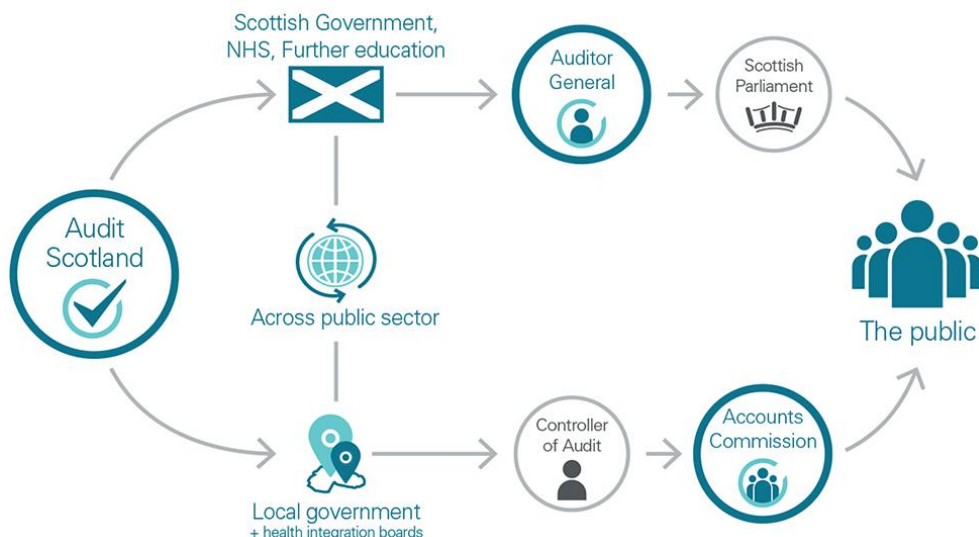 Scottish Government,
NHS, Further education
Auditor
General
Scottish
Parliament
Audit
Scotland
Across public sector
The public
Local government
+ health integration boards
Controller
of Audit
Accounts
Commission